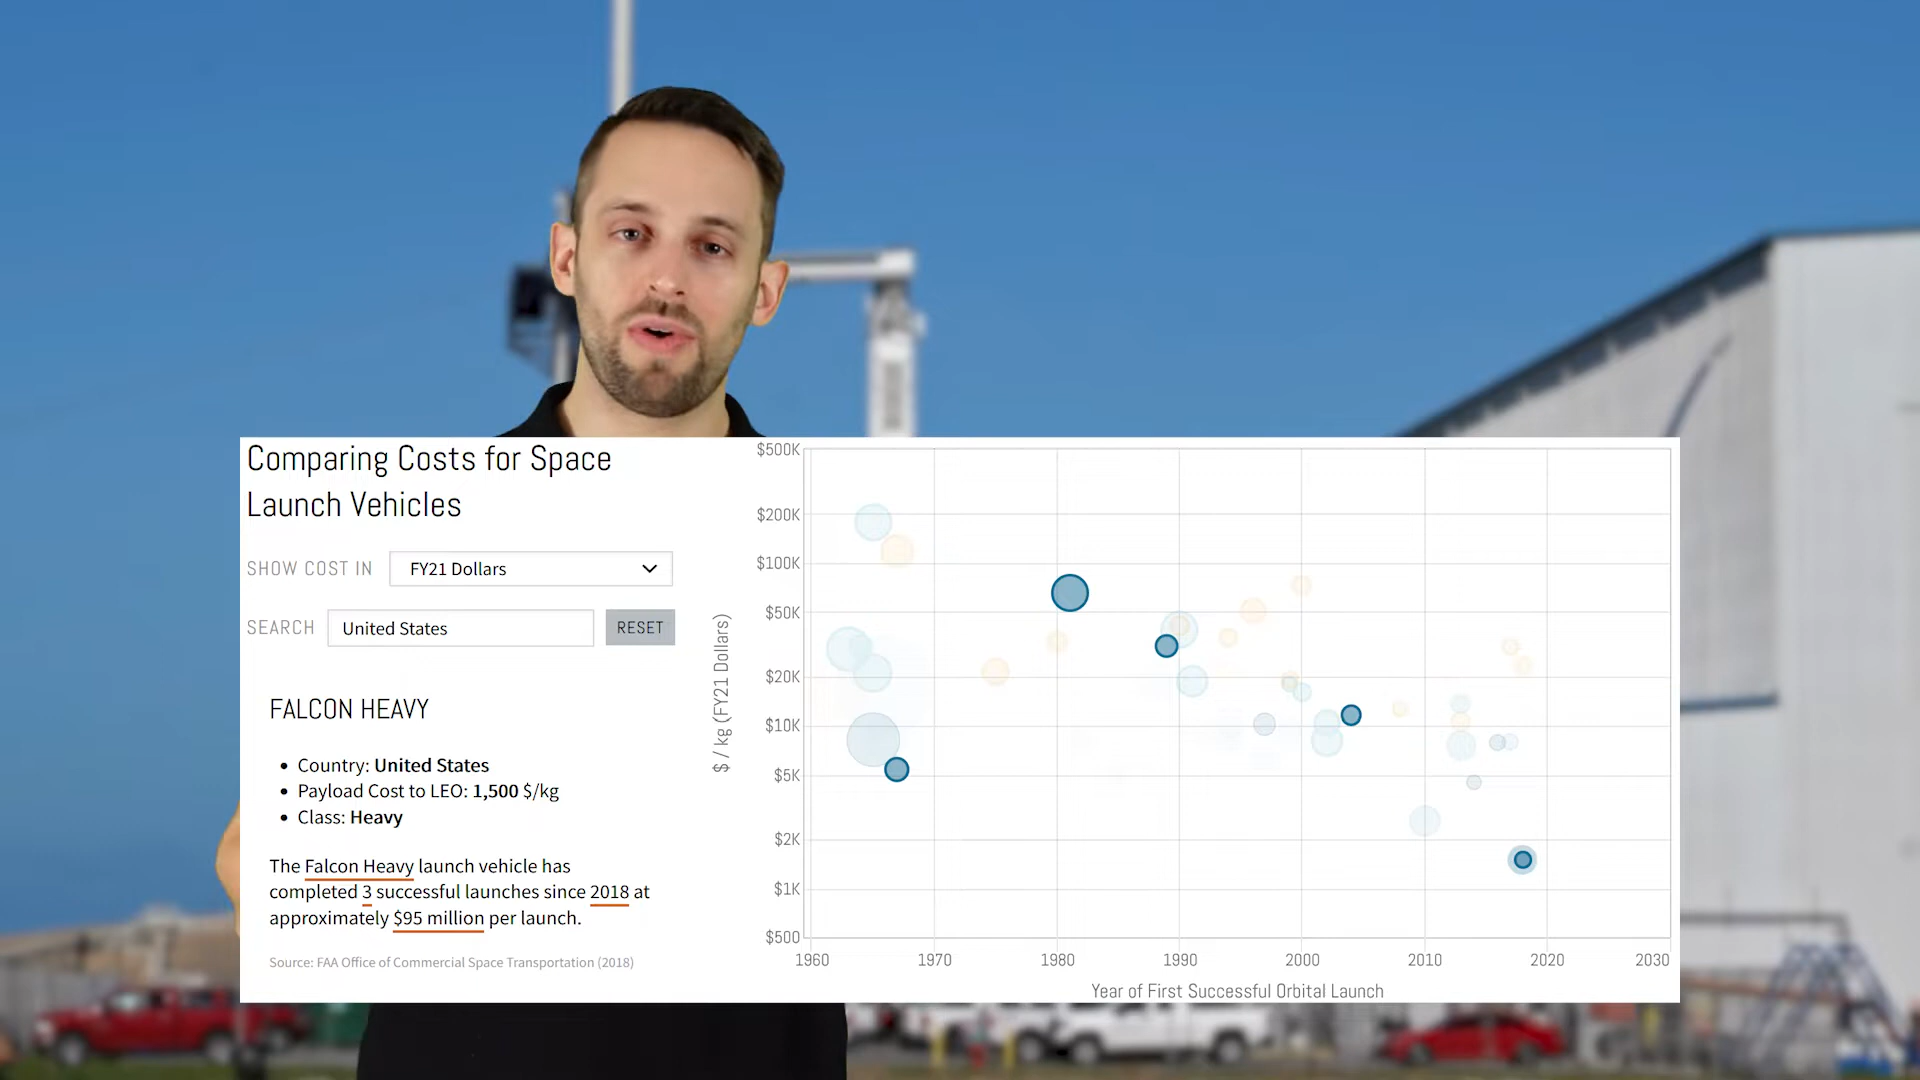 Comparing Costs for Space
Launch Vehicles
SHOW COST IN
FY21 Dollars
SEARCH
United States
RESET
FALCON HEAVY
Country: United States
Payload Cost to LEO: 1,500 $/kg
Class: Heavy
The Falcon Heavy launch vehicle has
completed 3 successful launches since 2018 at
approximately $95 million per launch.
Source: FAA Office of Commercial Space Transportation (2018)
$ / kg (FY21 Dollars)
$500K
$200K
$100K
$50K
$20K
$10K
$5K
$2K
$1K
$500
1960 1970 1980 1990 2000 2010 2020 2030
Year of First Successful Orbital Launch